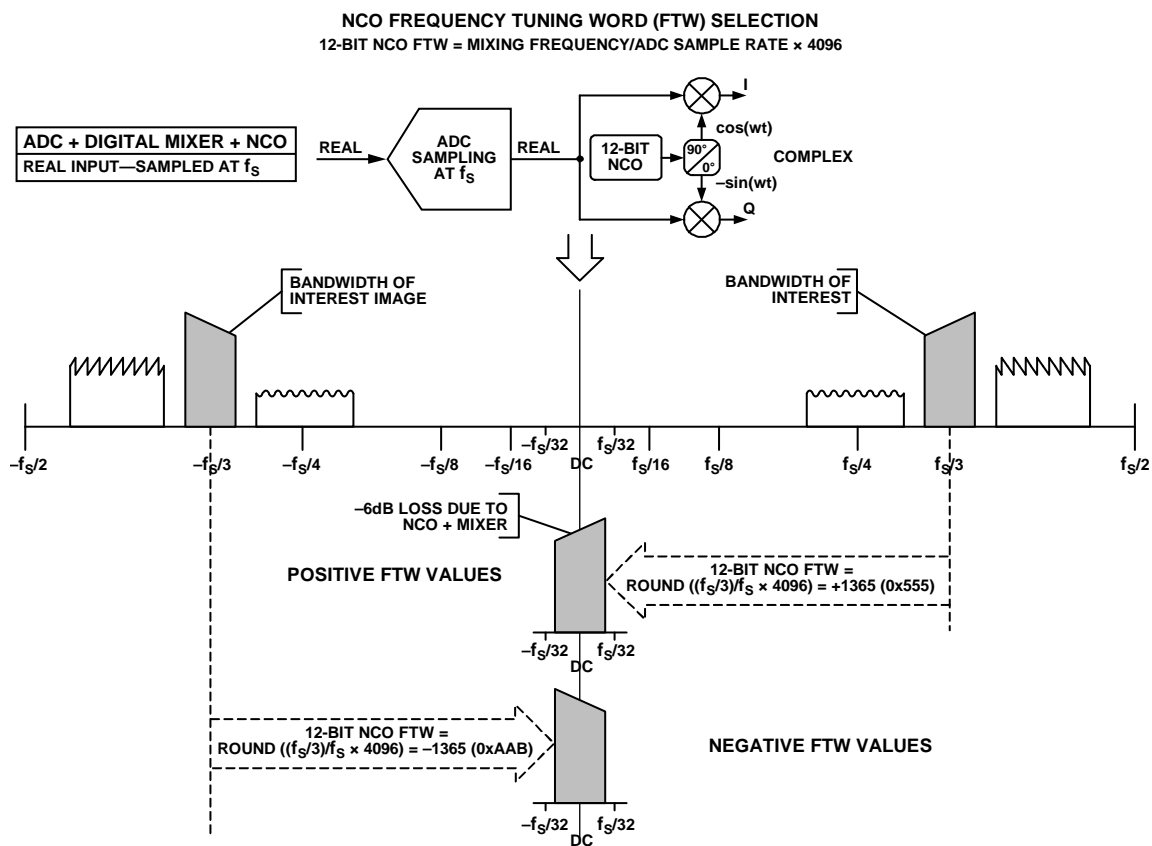 NCO FREQUENCY TUNING WORD (FTW) SELECTION
12-BIT NCO FTW = MIXING FREQUENCY/ADC SAMPLE RATE × 4096
ADC + DIGITAL MIXER + NCO
REAL INPUT—SAMPLED AT fS
REAL
ADC
SAMPLING
AT fS
REAL
12-BIT
NCO
90°
0°
I
cos(wt)
COMPLEX
–sin(wt)
Q
BANDWIDTH OF
INTEREST IMAGE
BANDWIDTH OF
INTEREST
–fS/2
–fS/3
–fS/4
–fS/8
–fS/16
–fS/32
DC
fS/32
fS/16
fS/8
fS/4
fS/3
fS/2
–6dB LOSS DUE TO
NCO + MIXER
POSITIVE FTW VALUES
12-BIT NCO FTW =
ROUND ((fS/3)/fS × 4096) = +1365 (0x555)
–fS/32
DC
fS/32
12-BIT NCO FTW =
ROUND ((fS/3)/fS × 4096) = –1365 (0xAAB)
NEGATIVE FTW VALUES
–fS/32
DC
fS/32